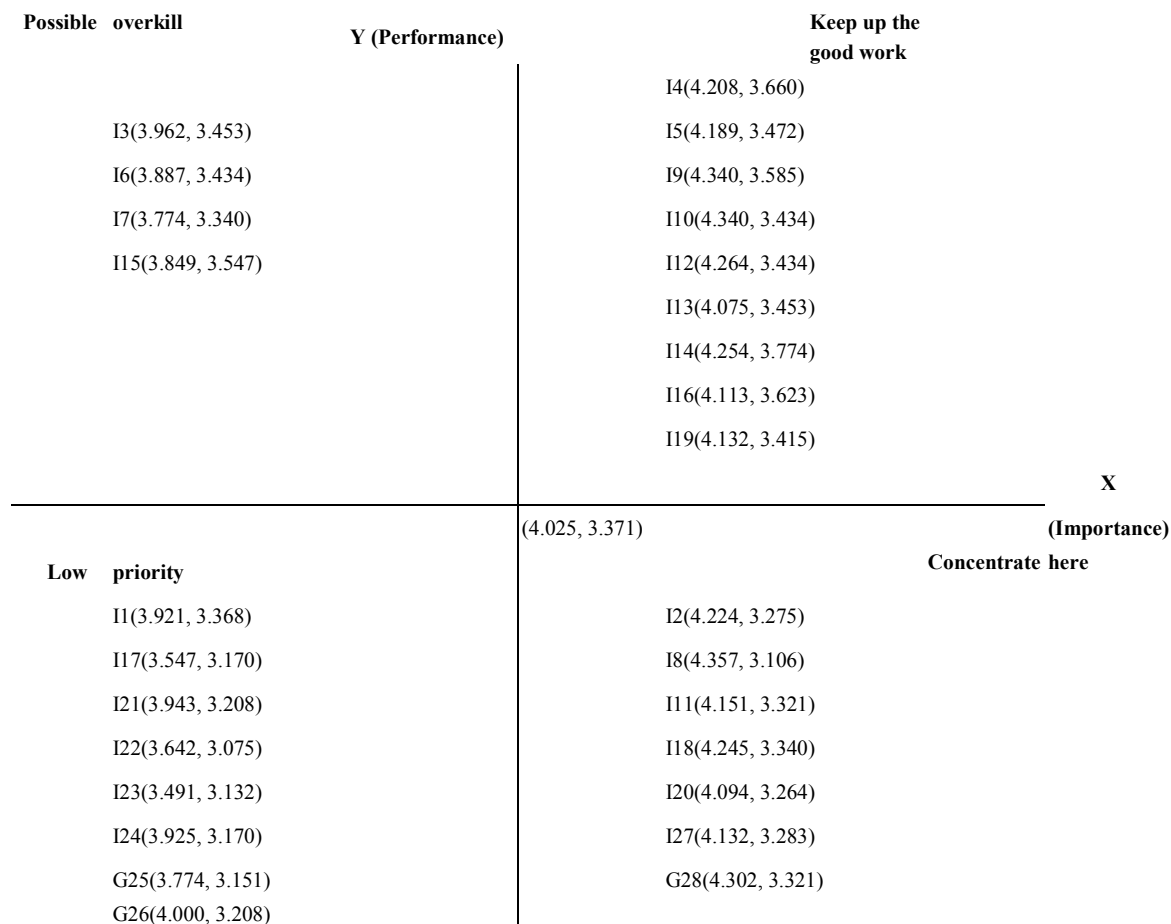 Possible overkill
Y (Performance)
Keep up the
good work
I4(4.208, 3.660)
I3(3.962, 3.453)
I5(4.189, 3.472)
I6(3.887, 3.434)
I9(4.340, 3.585)
I7(3.774, 3.340)
I10(4.340, 3.434)
I15(3.849, 3.547)
I12(4.264, 3.434)
I13(4.075, 3.453)
I14(4.254, 3.774)
I16(4.113, 3.623)
I19(4.132, 3.415)
X
(4.025, 3.371)
(Importance)
Concentrate here
Low priority
I1(3.921, 3.368)
I2(4.224, 3.275)
I17(3.547, 3.170)
I8(4.357, 3.106)
I21(3.943, 3.208)
I11(4.151, 3.321)
I22(3.642, 3.075)
I18(4.245, 3.340)
I23(3.491, 3.132)
I20(4.094, 3.264)
I24(3.925, 3.170)
I27(4.132, 3.283)
G25(3.774, 3.151)
G28(4.302, 3.321)
G26(4.000, 3.208)